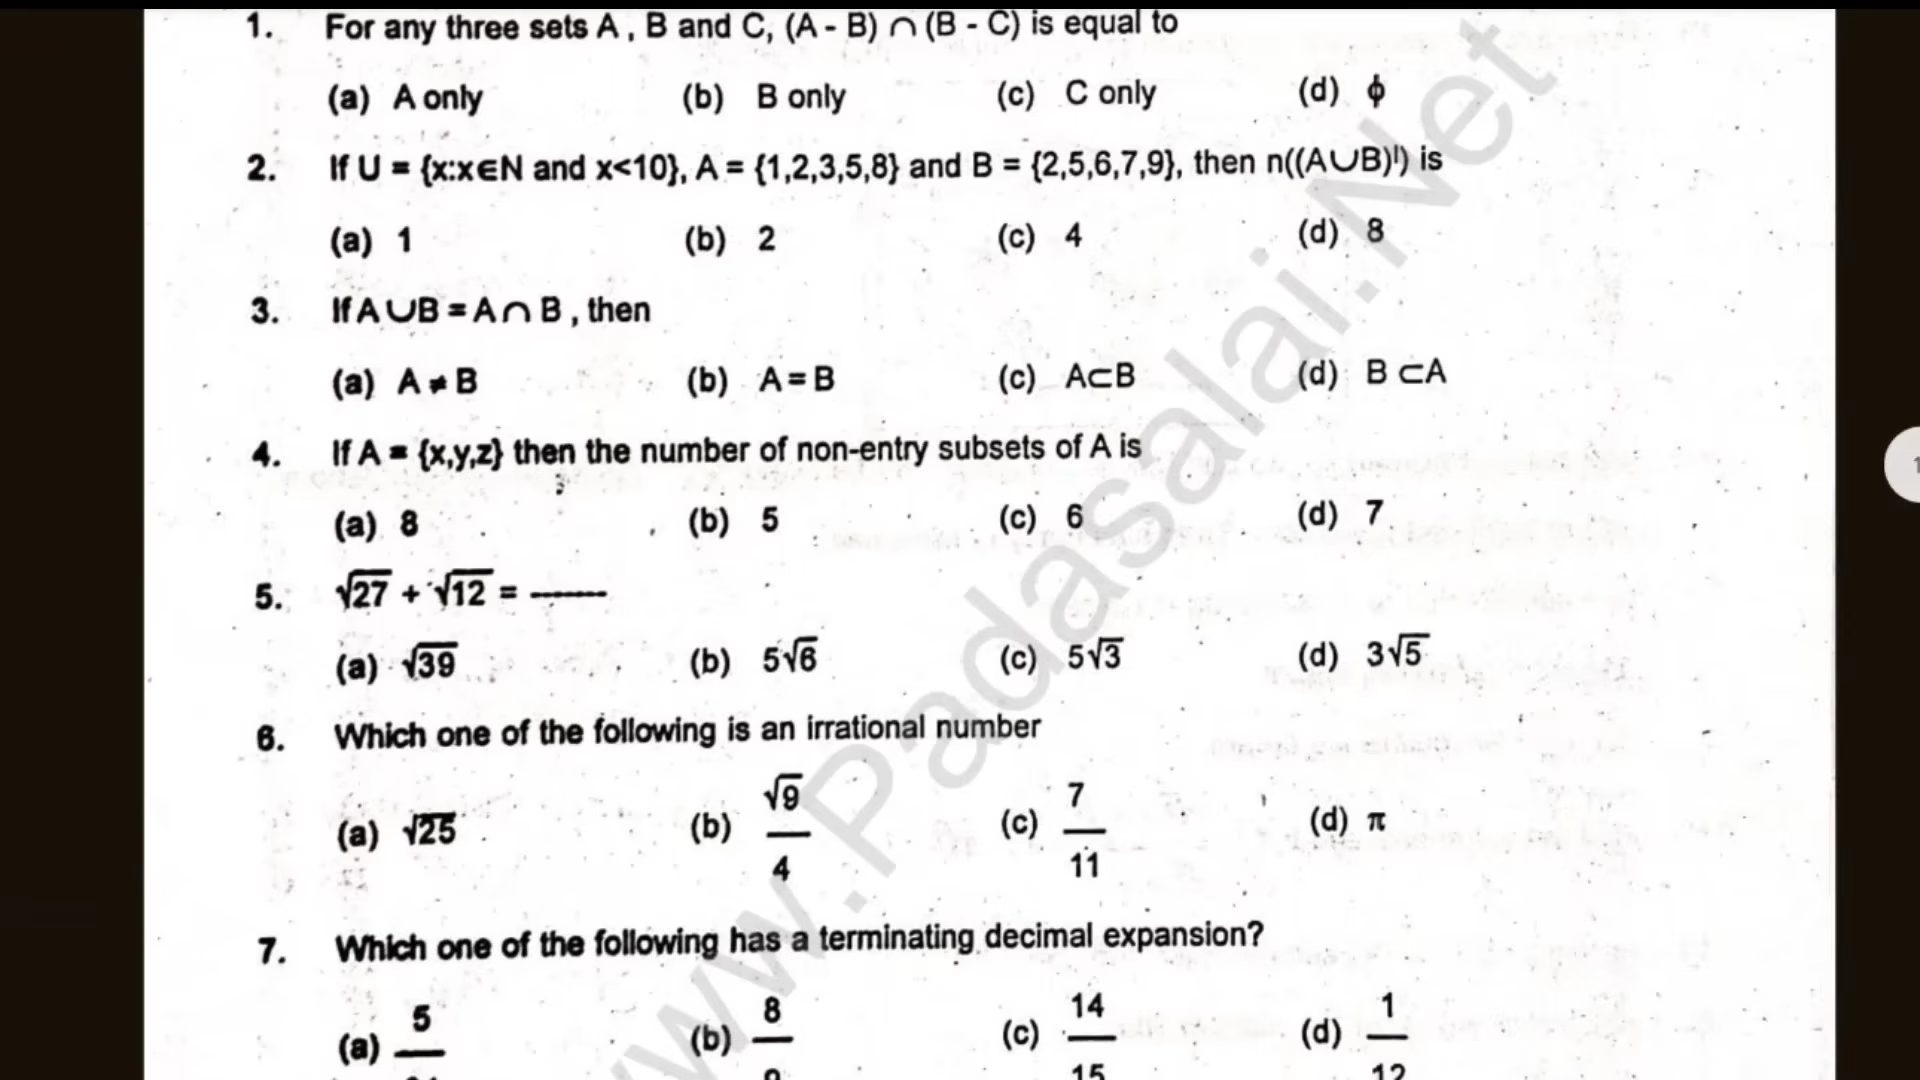 1. For any three sets A , B and C, (A - B) ∩ (B - C) is equal to
(a) A only (b) B only (c) C only (d) ϕ
2. If U = {x:x∈N and x<10}, A = {1,2,3,5,8} and B = {2,5,6,7,9}, then n((A∪B)') is
(a) 1 (b) 2 (c) 4 (d) 8
3. If A∪B = A∩B , then
(a) A ≠ B (b) A = B (c) A⊂B (d) B ⊂A
4. If A = {x,y,z} then the number of non-entry subsets of A is
(a) 8 (b) 5 (c) 6 (d) 7
5. √27 + √12 = -------
(a) √39 (b) 5√6 (c) 5√3 (d) 3√5
6. Which one of the following is an irrational number
(a) √25 (b) √9/4 (c) 7/11 (d) π
7. Which one of the following has a terminating decimal expansion?
(a) 5 (b) 8 (c) 14/15 (d) 1/12
www.Padasalai.Net
1